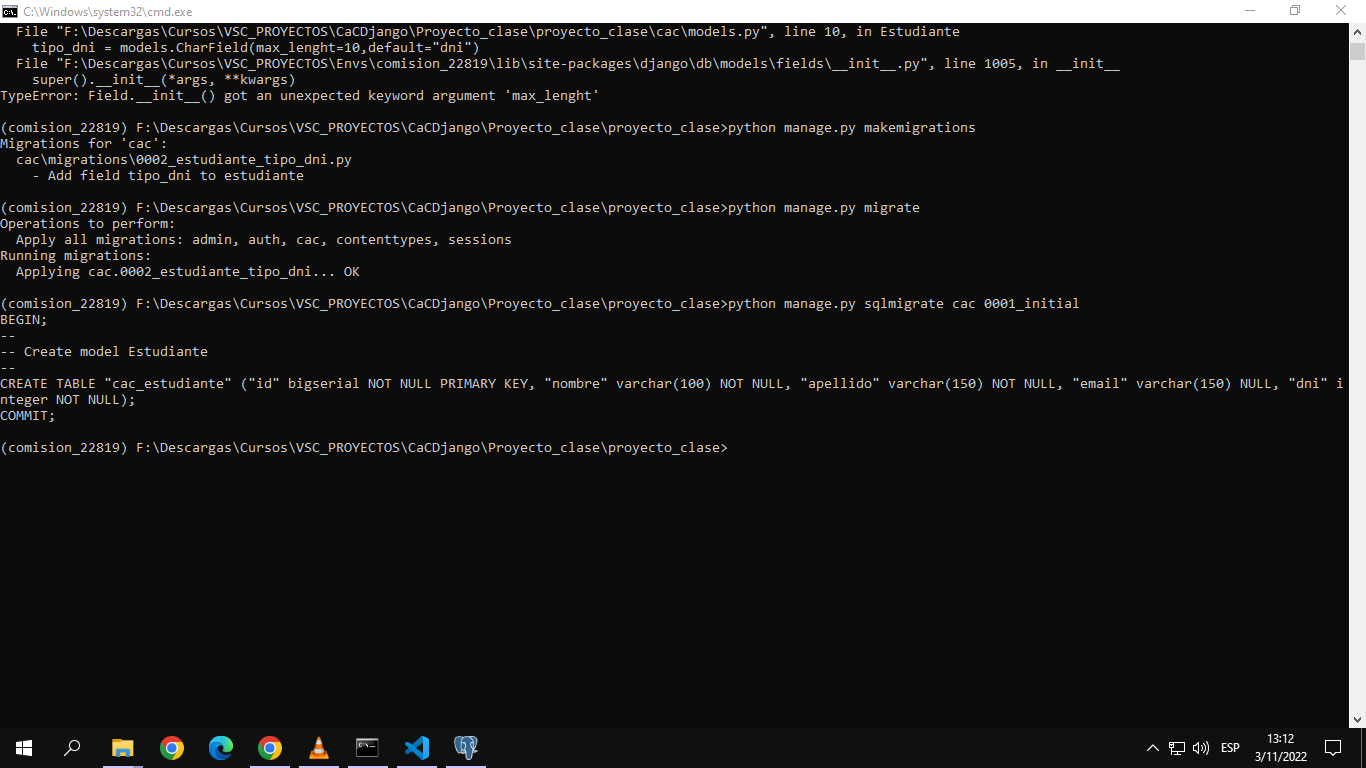 C:\Windows\system32\cmd.exe
File "F:\Descargas\Cursos\VSC_PROYECTOS\CaCDjango\Proyecto_clase\proyecto_clase\cac\models.py", line 10, in Estudiante
tipo_dni = models.CharField(max_lenght=10,default="dni")
File "F:\Descargas\Cursos\VSC_PROYECTOS\Envs\comision_22819\lib\site-packages\django\db\models\fields\__init__.py", line 1005, in __init__
super().__init__(*args, **kwargs)
TypeError: Field.__init__() got an unexpected keyword argument 'max_lenght'
(comision_22819) F:\Descargas\Cursos\VSC_PROYECTOS\CaCDjango\Proyecto_clase\proyecto_clase>python manage.py makemigrations
Migrations for 'cac':
cac\migrations\0002_estudiante_tipo_dni.py
- Add field tipo_dni to estudiante
(comision_22819) F:\Descargas\Cursos\VSC_PROYECTOS\CaCDjango\Proyecto_clase\proyecto_clase>python manage.py migrate
Operations to perform:
Apply all migrations: admin, auth, cac, contenttypes, sessions
Running migrations:
Applying cac.0002_estudiante_tipo_dni... OK
(comision_22819) F:\Descargas\Cursos\VSC_PROYECTOS\CaCDjango\Proyecto_clase\proyecto_clase>python manage.py sqlmigrate cac 0001_initial
BEGIN;
--
-- Create model Estudiante
--
CREATE TABLE "cac_estudiante" ("id" bigserial NOT NULL PRIMARY KEY, "nombre" varchar(100) NOT NULL, "apellido" varchar(150) NOT NULL, "email" varchar(150) NULL, "dni" i
nteger NOT NULL);
COMMIT;
(comision_22819) F:\Descargas\Cursos\VSC_PROYECTOS\CaCDjango\Proyecto_clase\proyecto_clase>
ESP
13:12
3/11/2022